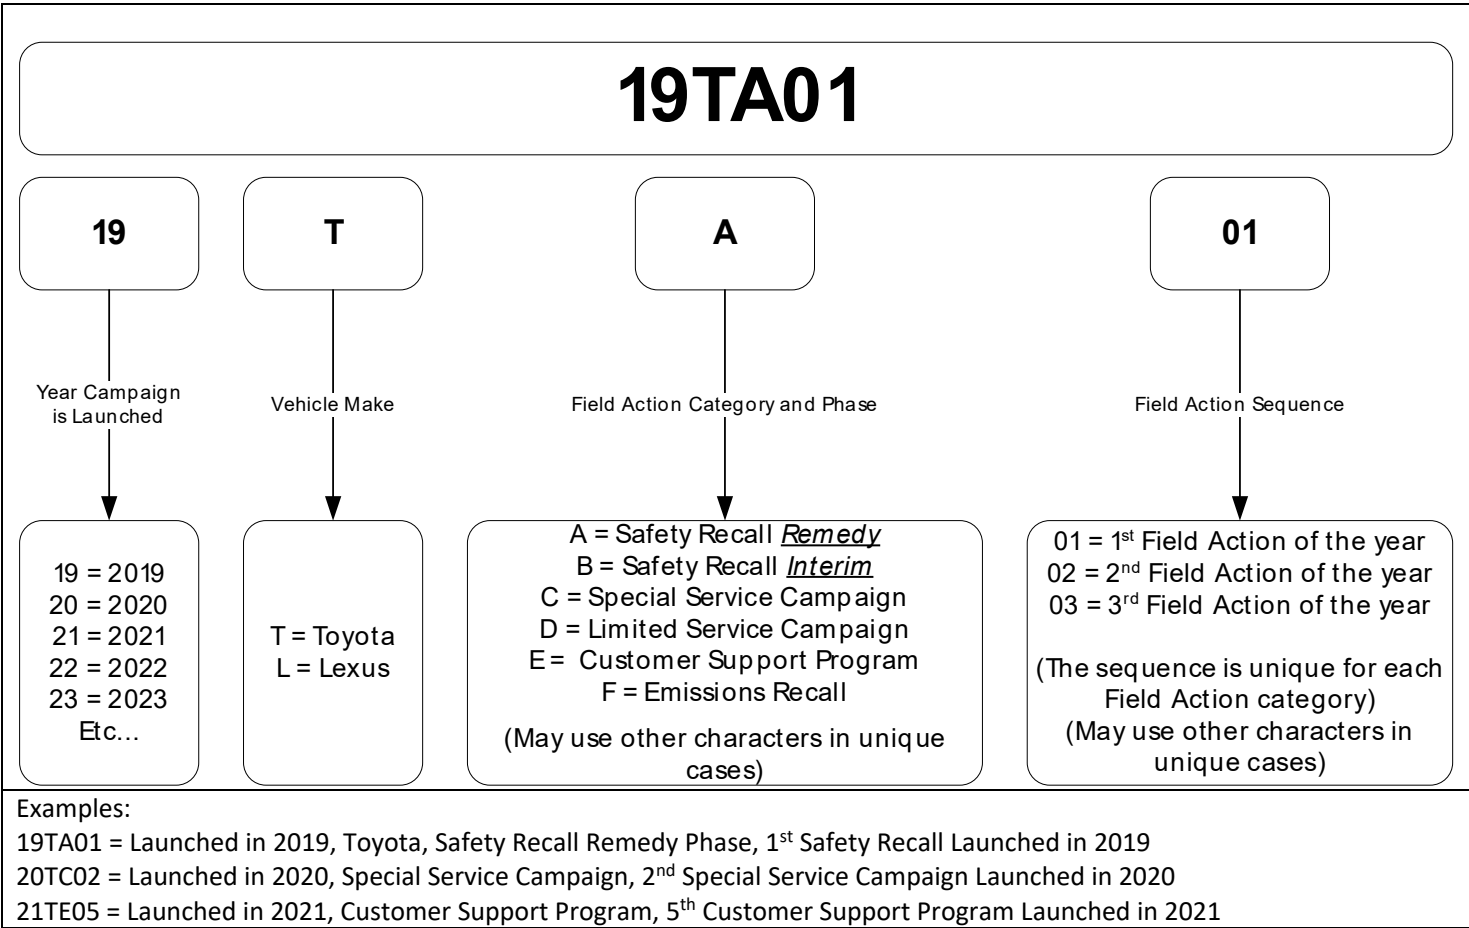 19TA01
19
T
A
01
Year Campaign
is Launched
Vehicle Make
Field Action Category and Phase
Field Action Sequence
19 = 2019
20 = 2020
21 = 2021
22 = 2022
23 = 2023
Etc...
T = Toyota
L = Lexus
A = Safety Recall Remedy
B = Safety Recall Interim
C = Special Service Campaign
D = Limited Service Campaign
E = Customer Support Program
F = Emissions Recall
(May use other characters in unique
cases)
01 = 1st Field Action of the year
02 = 2nd Field Action of the year
03 = 3rd Field Action of the year
(The sequence is unique for each
Field Action category)
(May use other characters in
unique cases)
Examples:
19TA01 = Launched in 2019, Toyota, Safety Recall Remedy Phase, 1st Safety Recall Launched in 2019
20TC02 = Launched in 2020, Special Service Campaign, 2nd Special Service Campaign Launched in 2020
21TE05 = Launched in 2021, Customer Support Program, 5th Customer Support Program Launched in 2021